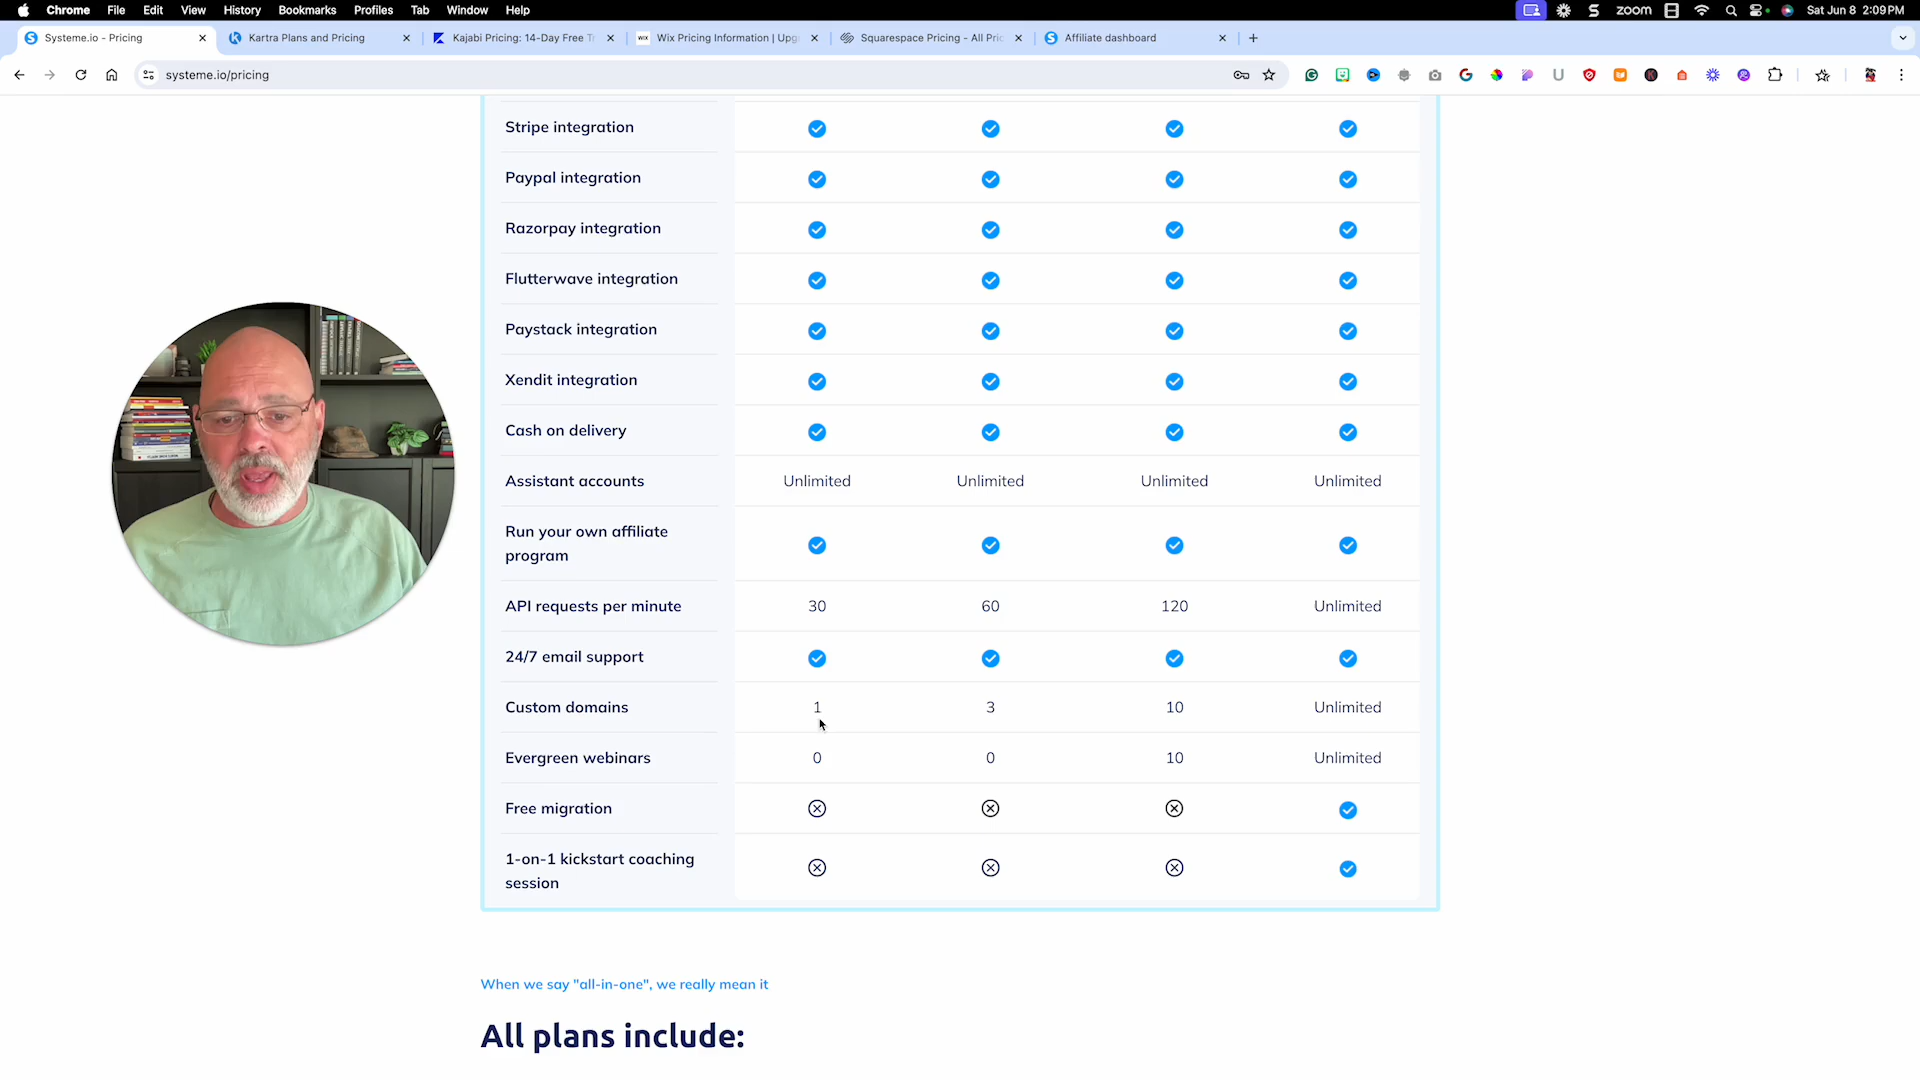 Chrome File Edit View History Bookmarks Profiles Tab Window Help zoom Sat Jun 8 2:09 PM
Systeme.io - Pricing Kartra Plans and Pricing Kajabi Pricing: 14-Day Free T Wix Pricing Information | Upg Squarespace Pricing - All Pric Affiliate dashboard
systeme.io/pricing
Stripe integration
Paypal integration
Razorpay integration
Flutterwave integration
Paystack integration
Xendit integration
Cash on delivery
Assistant accounts Unlimited Unlimited Unlimited Unlimited
Run your own affiliate
program
API requests per minute 30 60 120 Unlimited
24/7 email support
Custom domains 1 3 10 Unlimited
Evergreen webinars 0 0 10 Unlimited
Free migration
1-on-1 kickstart coaching
session
When we say "all-in-one", we really mean it
All plans include: